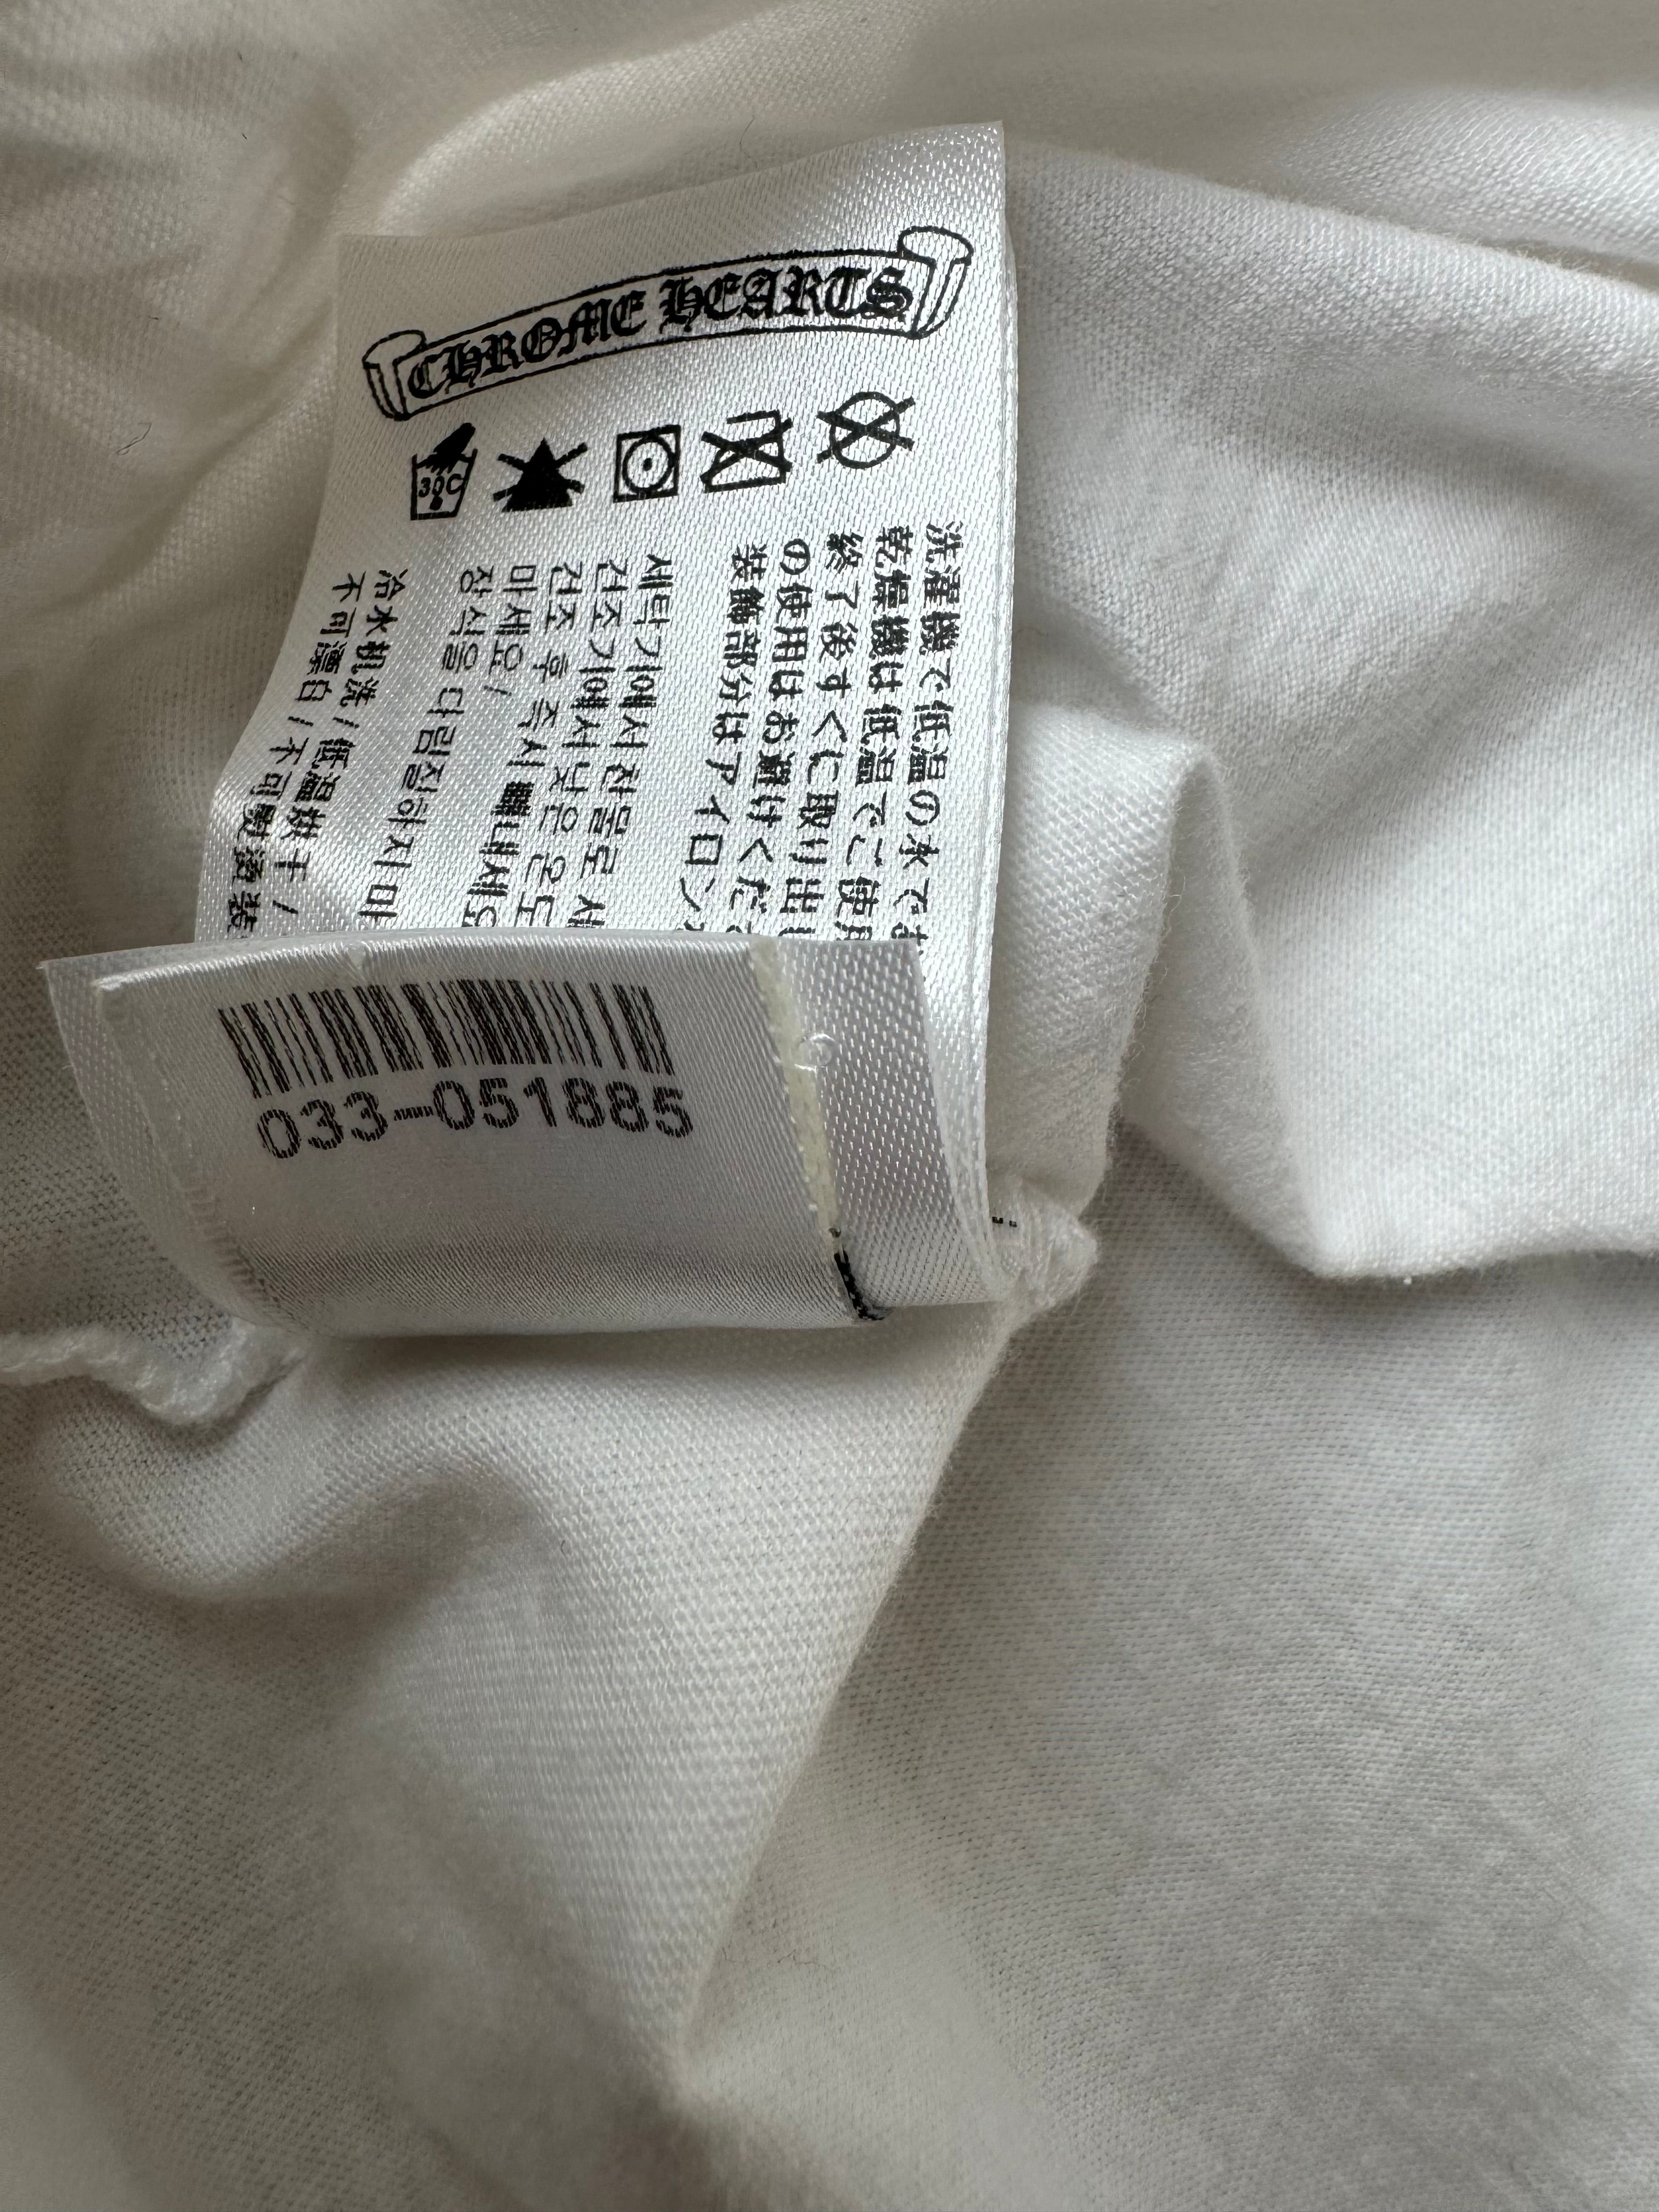 CHROME HEARTS
30C
洗濯機で低温の水でお
乾燥機は低温でご使用
終了後すぐに取り出し
の使用はお避けくださ
装飾部分はアイロン
세탁기에서 찬물로 세
건조기에서 낮은 온도
건조 후 즉시 빼내세요
마세요/
장식을 다림질하지 마
冷水机洗/低温烘干/
不可漂白/不可熨烫装
033-051885